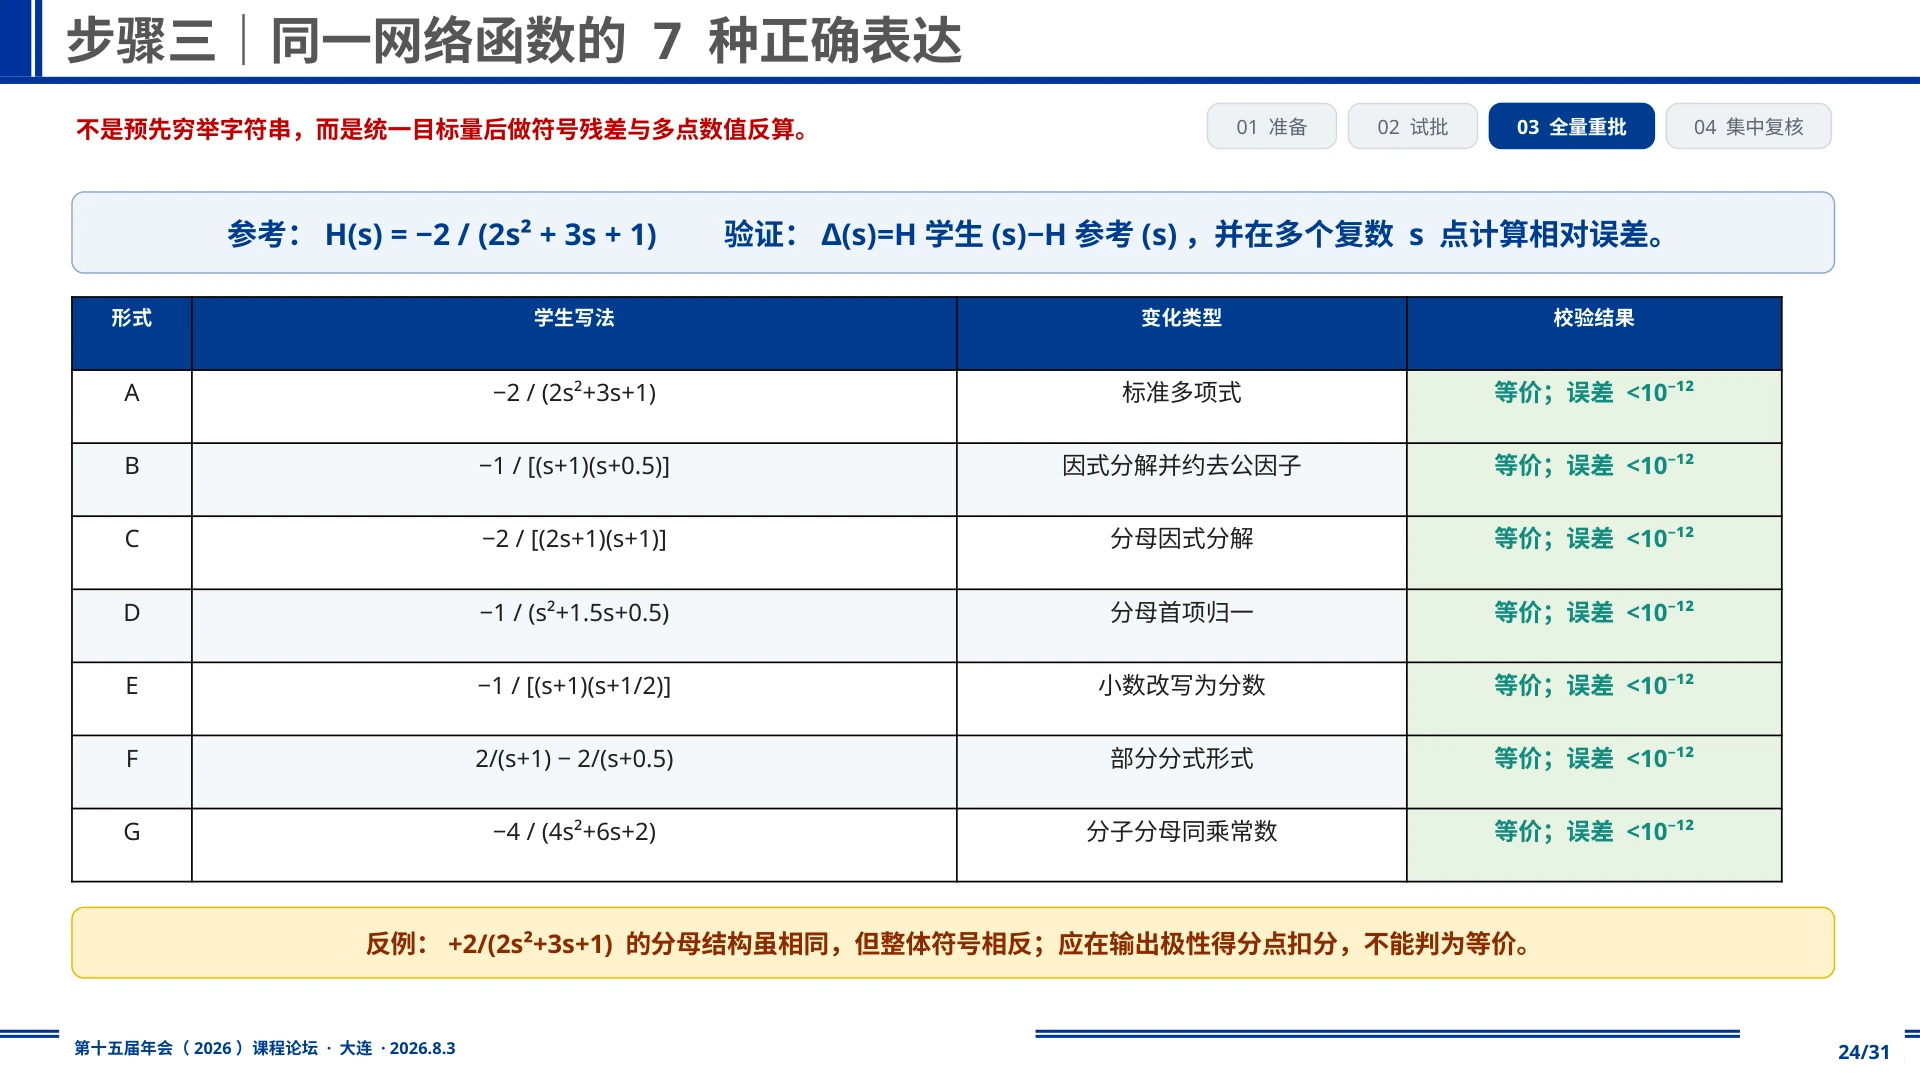 步骤三｜同一网络函数的 7 种正确表达
不是预先穷举字符串，而是统一目标量后做符号残差与多点数值反算。
01 准备 02 试批 03 全量重批 04 集中复核
参考： H(s) = −2 / (2s² + 3s + 1) 验证： Δ(s)=H 学生 (s)−H 参考 (s) ，并在多个复数 s 点计算相对误差。
形式 学生写法 变化类型 校验结果
A −2 / (2s²+3s+1) 标准多项式 等价；误差 <10⁻¹²
B −1 / [(s+1)(s+0.5)] 因式分解并约去公因子 等价；误差 <10⁻¹²
C −2 / [(2s+1)(s+1)] 分母因式分解 等价；误差 <10⁻¹²
D −1 / (s²+1.5s+0.5) 分母首项归一 等价；误差 <10⁻¹²
E −1 / [(s+1)(s+1/2)] 小数改写为分数 等价；误差 <10⁻¹²
F 2/(s+1) − 2/(s+0.5) 部分分式形式 等价；误差 <10⁻¹²
G −4 / (4s²+6s+2) 分子分母同乘常数 等价；误差 <10⁻¹²
反例： +2/(2s²+3s+1) 的分母结构虽相同，但整体符号相反；应在输出极性得分点扣分，不能判为等价。
第十五届年会（ 2026 ）课程论坛 · 大连 · 2026.8.3
24/31